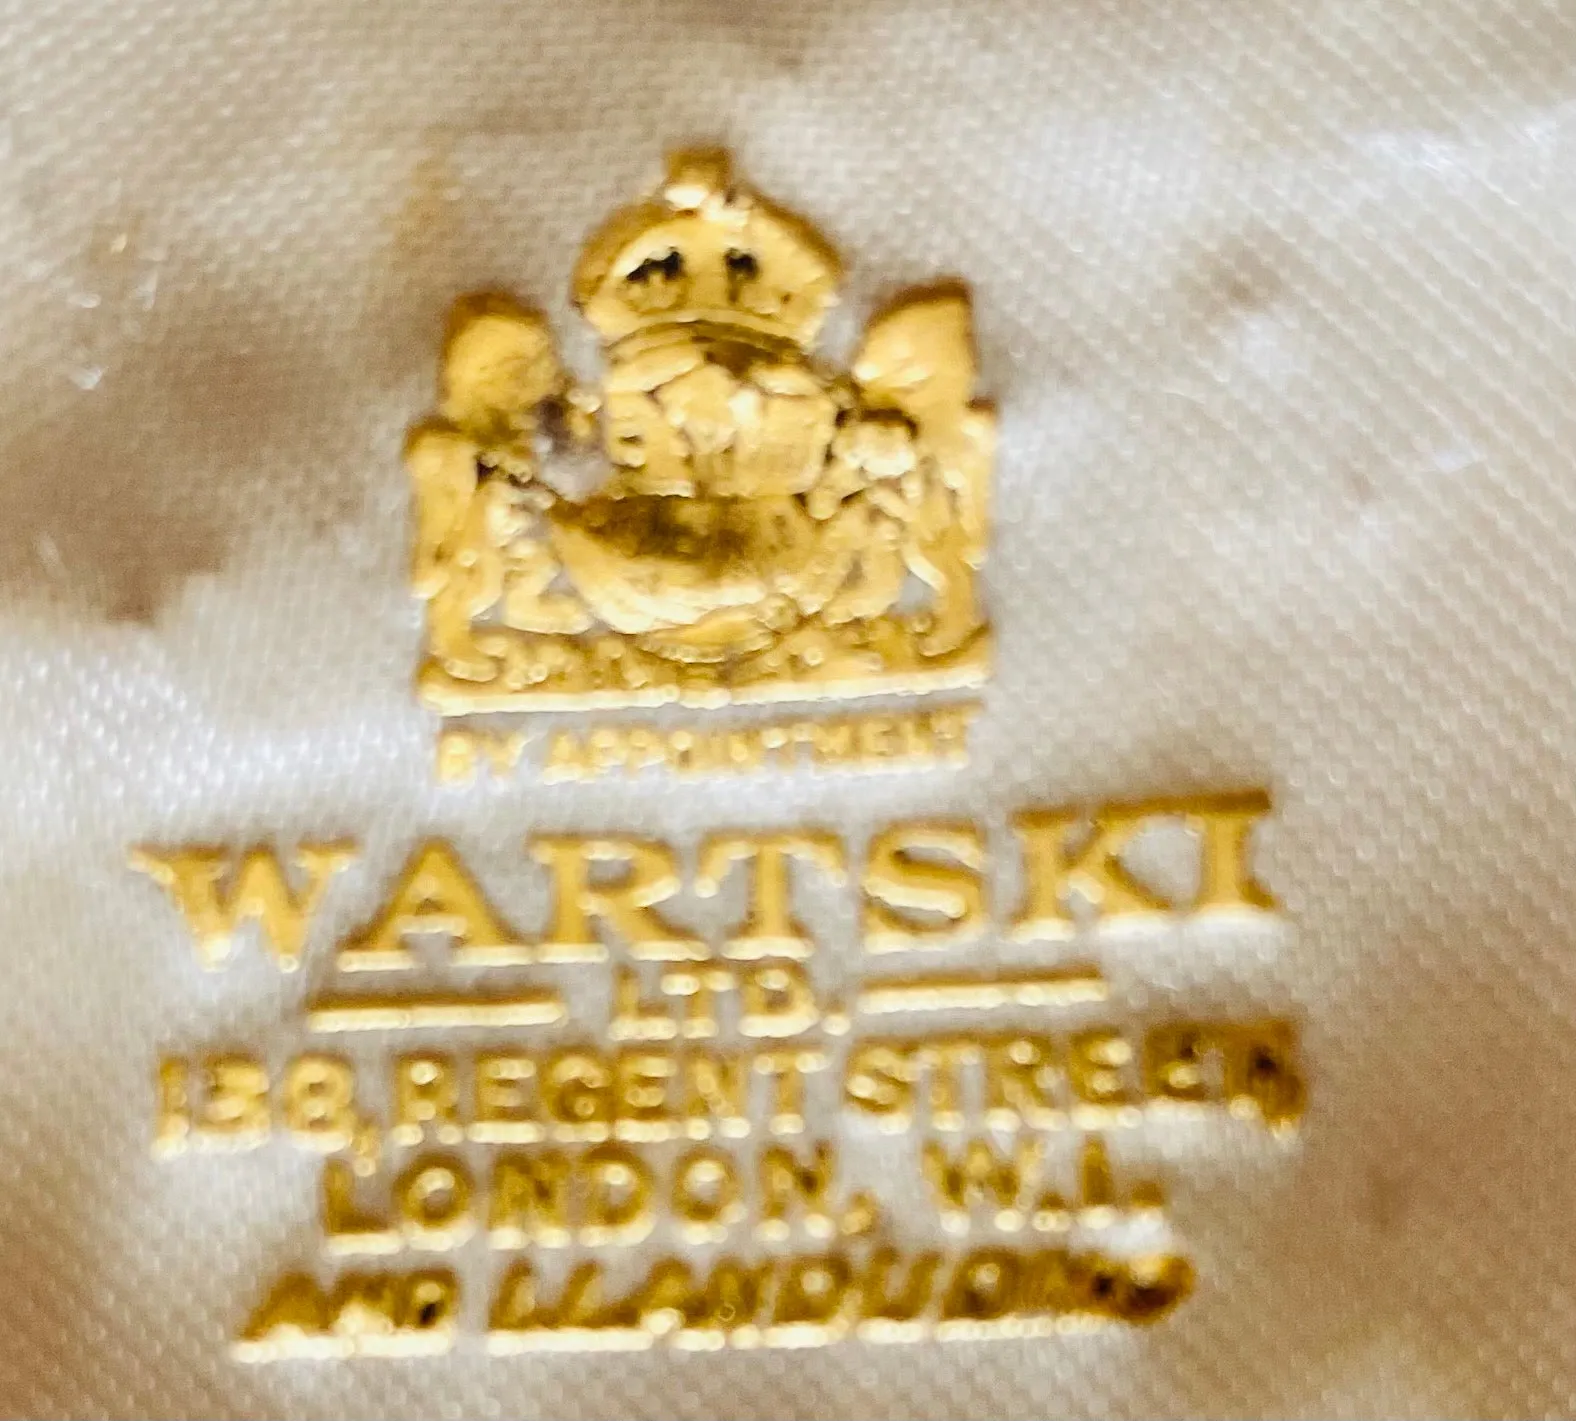 BY APPOINTMENT
WARTSKI
LTD.
138, REGENT STREET,
LONDON, W.1.
AND LLANDUDNO